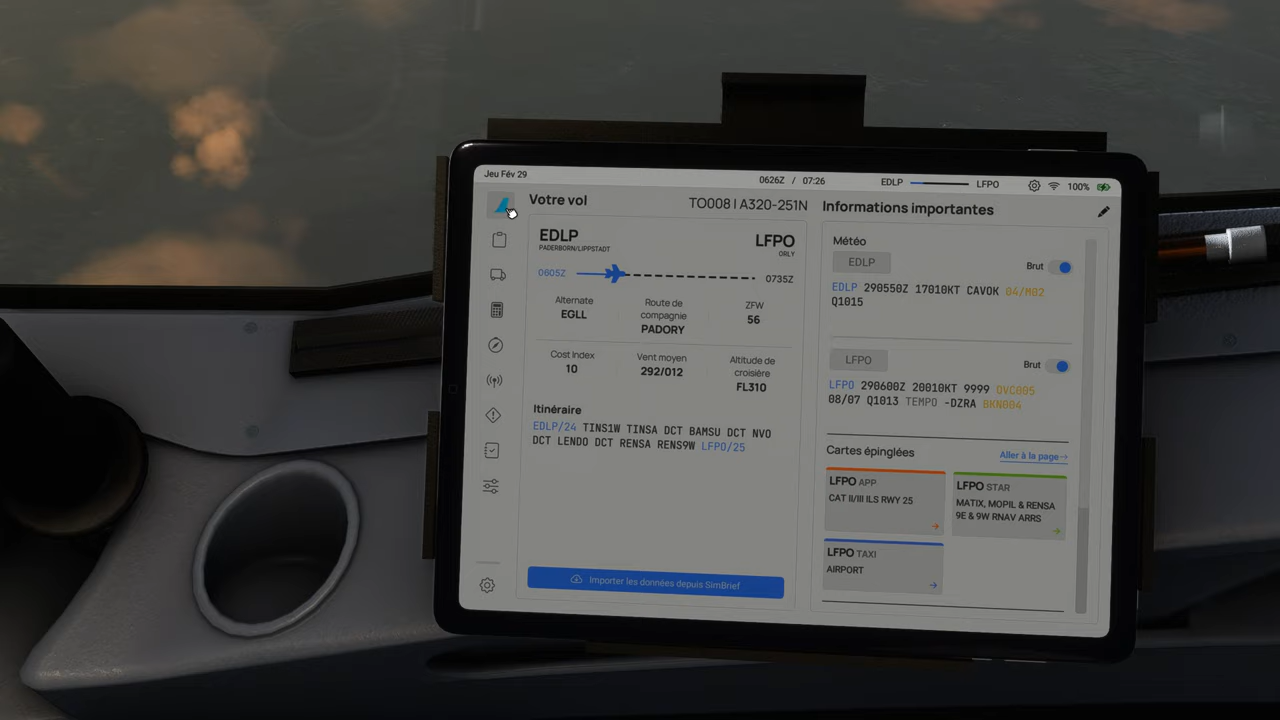 Jeu Fév 29
0626Z / 07:26
EDLP
LFPO
100%
Votre vol
TO008 | A320-251N
EDLP
PADERBORN/LIPPSTADT
LFPO
ORLY
0605Z
0735Z
Alternate
EGLL
Route de
compagnie
PADORY
ZFW
56
Cost Index
10
Vent moyen
292/012
Altitude de
croisière
FL310
Itinéraire
EDLP/24 TINS1W TINSA DCT BAMSU DCT NVO
DCT LENDO DCT RENSA RENS9W LFPO/25
Importer les données depuis SimBrief
Informations importantes
Météo
EDLP
Brut
EDLP 290550Z 17010KT CAVOK 04/M02
Q1015
LFPO
Brut
LFPO 290600Z 20010KT 9999 OVC005
08/07 Q1013 TEMPO -DZRA BKN004
Cartes épinglées
Aller à la page→
LFPO APP
CAT II/III ILS RWY 25
LFPO STAR
MATIX, MOPIL & RENSA
9E & 9W RNAV ARRS
LFPO TAXI
AIRPORT